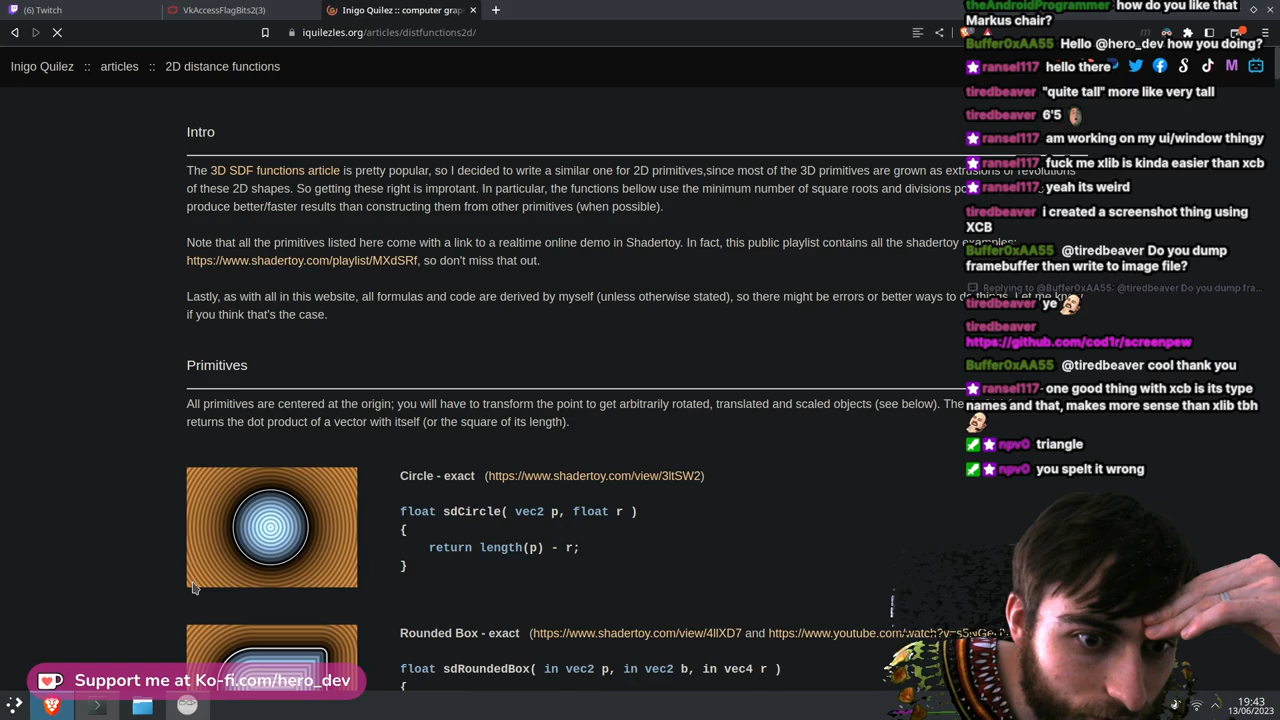 (6) Twitch
VkAccessFlagBits2(3)
Inigo Quilez :: computer grap
iquilezles.org/articles/distfunctions2d/
Inigo Quilez :: articles :: 2D distance functions
Intro
The 3D SDF functions article is pretty popular, so I decided to write a similar one for 2D primitives,since most of the 3D primitives are grown as extrusions or revolutions
of these 2D shapes. So getting these right is improtant. In particular, the functions bellow use the minimum number of square roots and divisions po
produce better/faster results than constructing them from other primitives (when possible).
Note that all the primitives listed here come with a link to a realtime online demo in Shadertoy. In fact, this public playlist contains all the shadertoy examples:
https://www.shadertoy.com/playlist/MXdSRf, so don't miss that out.
Lastly, as with all in this website, all formulas and code are derived by myself (unless otherwise stated), so there might be errors or better ways to do things. Let me know
if you think that's the case.
Primitives
All primitives are centered at the origin; you will have to transform the point to get arbitrarily rotated, translated and scaled objects (see below). The
returns the dot product of a vector with itself (or the square of its length).
Circle - exact (https://www.shadertoy.com/view/3ltSW2)
float sdCircle( vec2 p, float r )
{
return length(p) - r;
}
Rounded Box - exact (https://www.shadertoy.com/view/4llXD7 and https://www.youtube.com/watch?v=s5NGe
float sdRoundedBox( in vec2 p, in vec2 b, in vec4 r )
{
theAndroidProgrammer how do you like that
Markus chair?
Buffer0xAA55 Hello @hero_dev how you doing?
ransel117 hello there
tiredbeaver "quite tall" more like very tall
tiredbeaver 6'5
ransel117 am working on my ui/window thingy
ransel117 fuck me xlib is kinda easier than xcb
ransel117 yeah its weird
tiredbeaver i created a screenshot thing using
XCB
Buffer0xAA55 @tiredbeaver Do you dump
framebuffer then write to image file?
Replying to @Buffer0xAA55: @tiredbeaver Do you dump fra...
tiredbeaver ye
tiredbeaver
https://github.com/cod1r/screenpew
Buffer0xAA55 @tiredbeaver cool thank you
ransel117 one good thing with xcb is its type
names and that, makes more sense than xlib tbh
npv0 triangle
npv0 you spelt it wrong
Support me at Ko-fi.com/hero_dev
19:43
13/06/2023